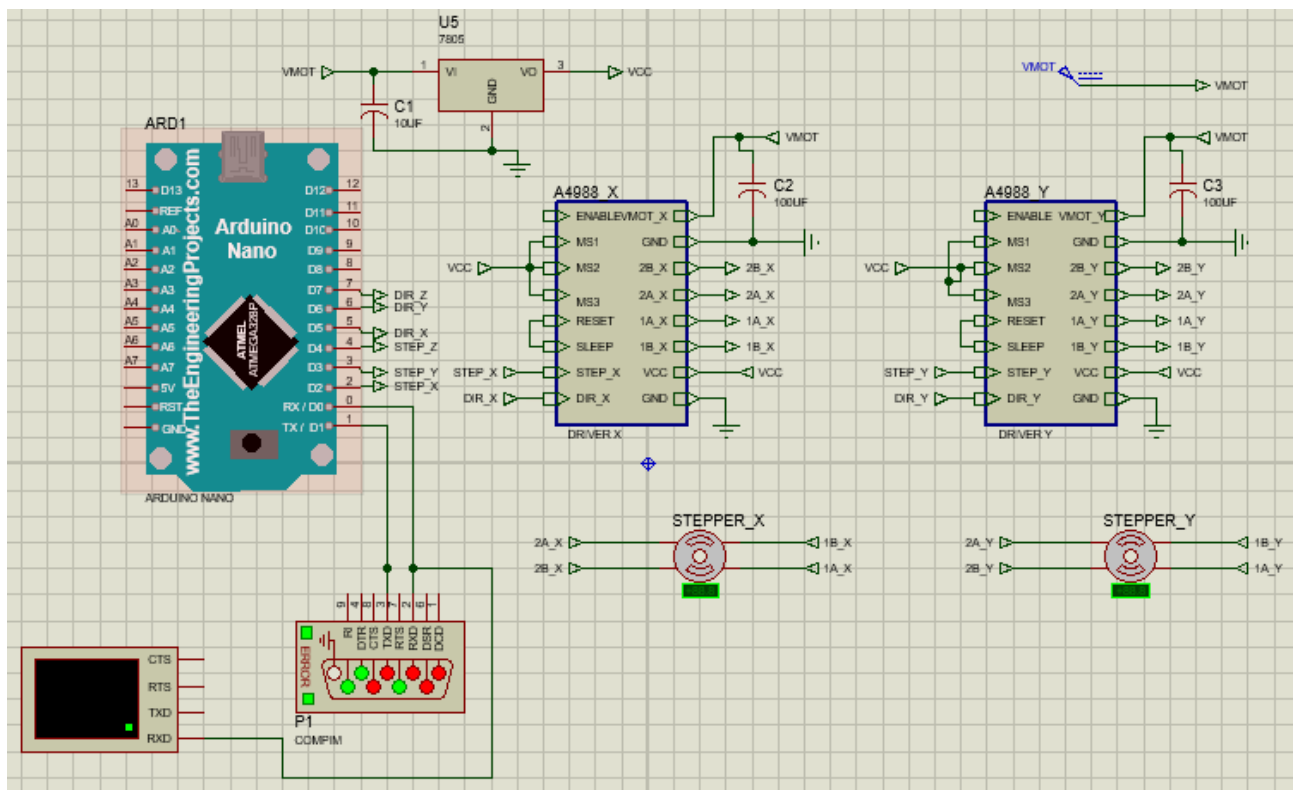 U5
7805
VMOT
1
VI
VO
3
VCC
GND
2
C1
10UF
VMOT
VMOT
ARD1
13
D13
REF
A0
A0
A1
A1
A2
A2
A3
A3
A4
A4
A5
A5
A6
A6
A7
A7
5V
RST
GND
www.TheEngineeringProjects.com
Arduino
Nano
ATMEL
ATMEGA328P
D12
12
D11
11
D10
10
D9
9
D8
8
D7
7
DIR_Z
D6
6
DIR_Y
D5
5
DIR_X
D4
4
STEP_Z
D3
3
STEP_Y
D2
2
STEP_X
RX / D0
0
TX / D1
1
ARDUINO NANO
VMOT
C2
100UF
A4988_X
ENABLE
VMOT_X
MS1
GND
VCC
MS2
2B_X
2B_X
MS3
2A_X
2A_X
RESET
1A_X
1A_X
SLEEP
1B_X
1B_X
STEP_X
STEP_X
VCC
VCC
DIR_X
DIR_X
GND
DRIVER X
VMOT
C3
100UF
A4988_Y
ENABLE
VMOT_Y
MS1
GND
VCC
MS2
2B_Y
2B_Y
MS3
2A_Y
2A_Y
RESET
1A_Y
1A_Y
SLEEP
1B_Y
1B_Y
STEP_Y
STEP_Y
VCC
VCC
DIR_Y
DIR_Y
GND
DRIVER Y
STEPPER_X
2A_X
1B_X
2B_X
1A_X
STEPPER_Y
2A_Y
1B_Y
2B_Y
1A_Y
9 4 8 3 7 2 6 1
RI
DTR
CTS
TXD
RTS
RXD
DSR
DCD
ERROR
P1
COMPIM
CTS
RTS
TXD
RXD